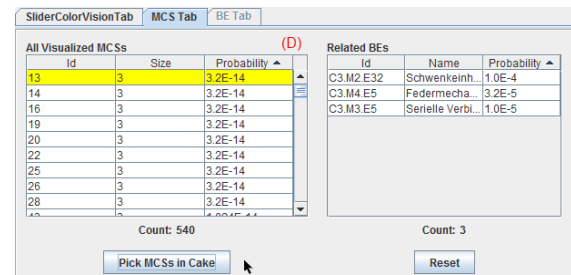 SliderColorVisionTab MCS Tab BE Tab
(D)
All Visualized MCSs Related BEs
Id Size Probability Id Name Probability
13 3 3.2E-14 C3.M2.E32 Schwenkeinh... 1.0E-4
14 3 3.2E-14 C3.M4.E5 Federmecha... 3.2E-5
16 3 3.2E-14 C3.M3.E5 Serielle Verbi... 1.0E-5
19 3 3.2E-14
20 3 3.2E-14
22 3 3.2E-14
25 3 3.2E-14
26 3 3.2E-14
28 3 3.2E-14
Count: 540 Count: 3
Pick MCSs in Cake Reset